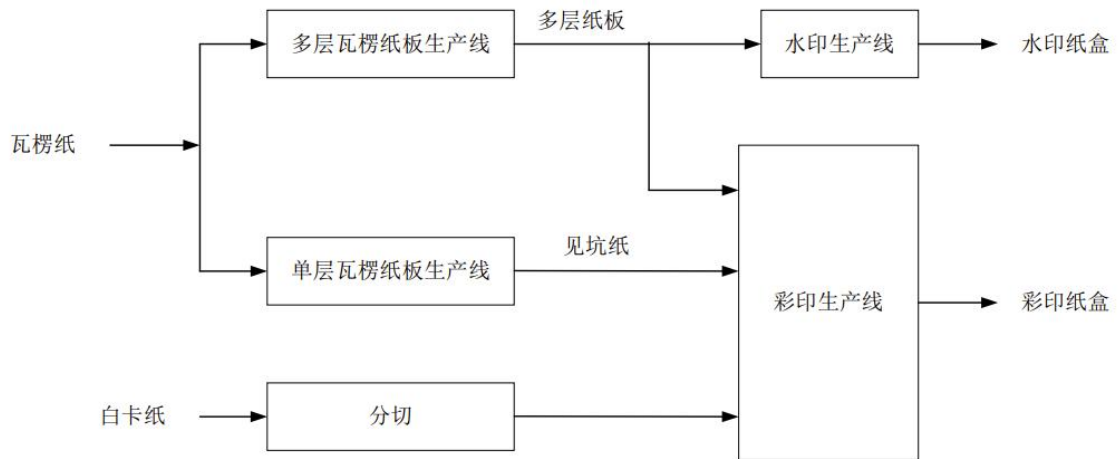 多层纸板
多层瓦楞纸板生产线
水印生产线
水印纸盒
瓦楞纸
见坑纸
单层瓦楞纸板生产线
彩印生产线
彩印纸盒
白卡纸
分切